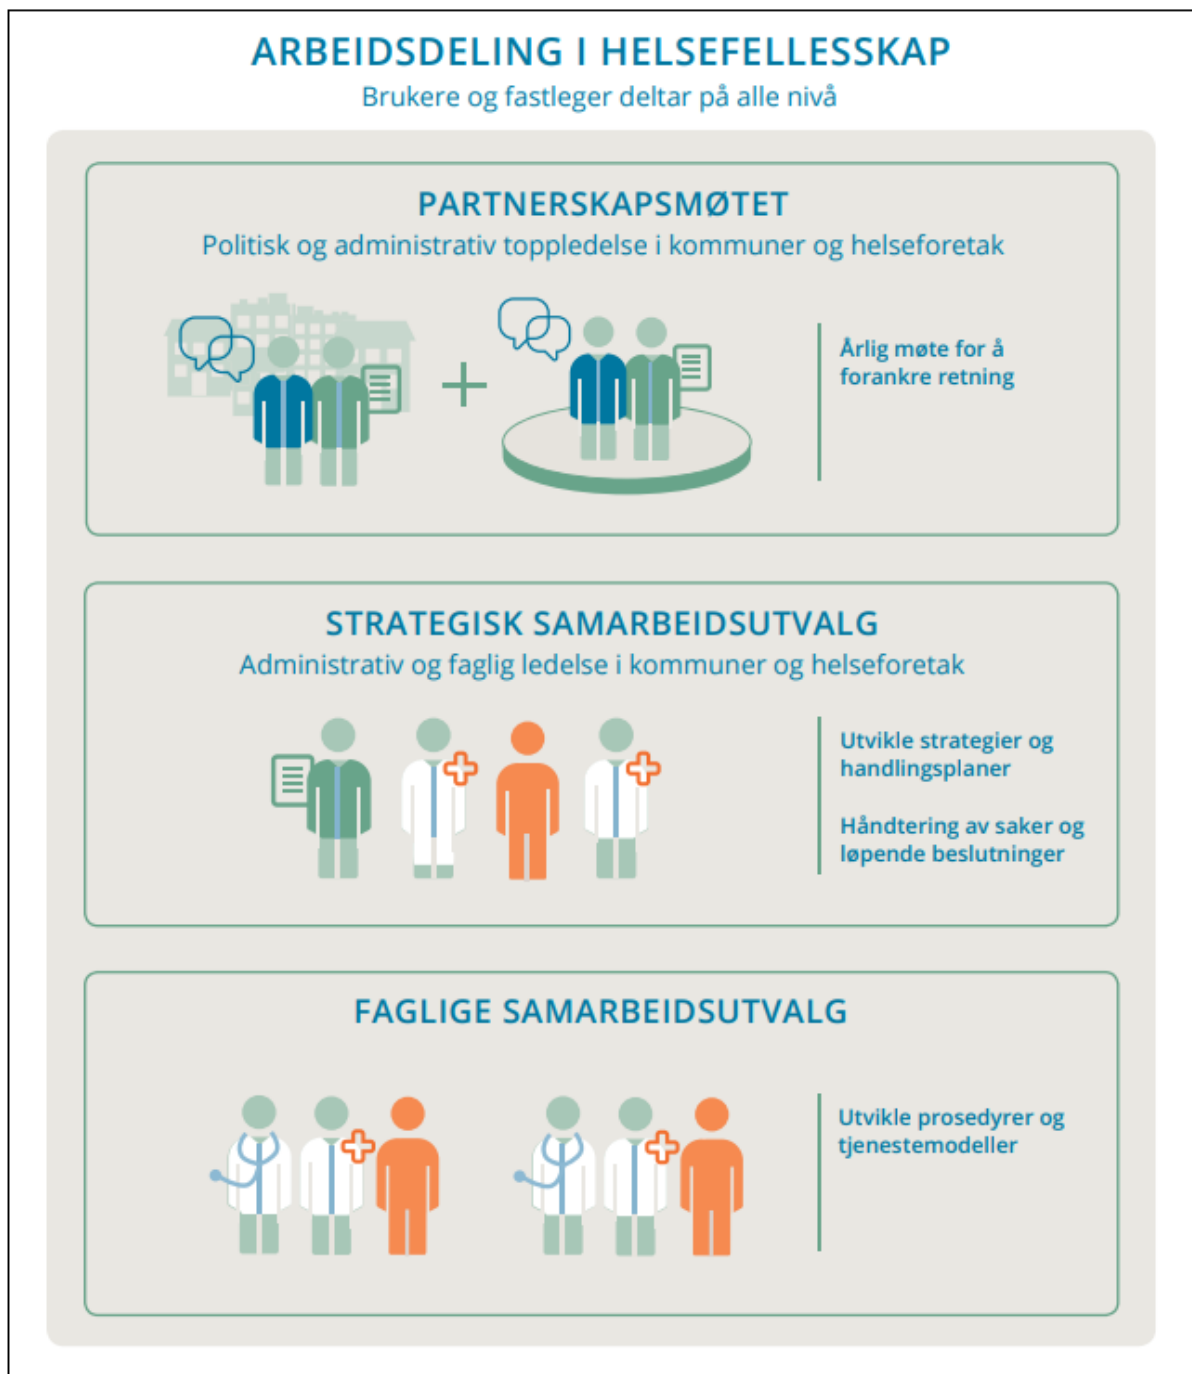 ARBEIDSDELING I HELSEFELLESSKAP
Brukere og fastleger deltar på alle nivå
PARTNERSKAPSMØTET
Politisk og administrativ toppledelse i kommuner og helseforetak
Årlig møte for å
forankre retning
STRATEGISK SAMARBEIDSUTVALG
Administrativ og faglig ledelse i kommuner og helseforetak
Utvikle strategier og
handlingsplaner
Håndtering av saker og
løpende beslutninger
FAGLIGE SAMARBEIDSUTVALG
Utvikle prosedyrer og
tjenestemodeller